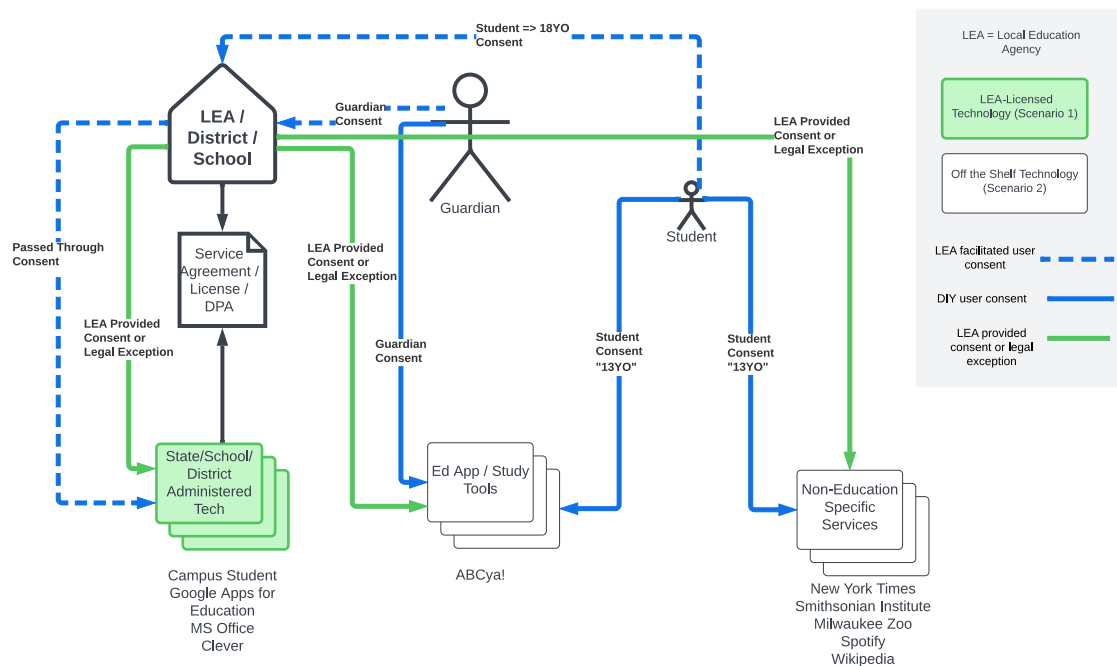 Student => 18YO
Consent
LEA = Local Education
Agency
LEA-Licensed
Technology (Scenario 1)
Off the Shelf Technology
(Scenario 2)
LEA facilitated user
consent
DIY user consent
LEA provided
consent or legal
exception
LEA /
District /
School
Guardian
Consent
Guardian
LEA Provided
Consent or
Legal Exception
Student
Passed Through
Consent
Service
Agreement /
License /
DPA
LEA Provided
Consent or
Legal Exception
LEA Provided
Consent or
Legal Exception
Guardian
Consent
Student
Consent
"13YO"
Student
Consent
"13YO"
State/School/
District
Administered
Tech
Ed App / Study
Tools
Non-Education
Specific
Services
Campus Student
Google Apps for
Education
MS Office
Clever
ABCya!
New York Times
Smithsonian Institute
Milwaukee Zoo
Spotify
Wikipedia